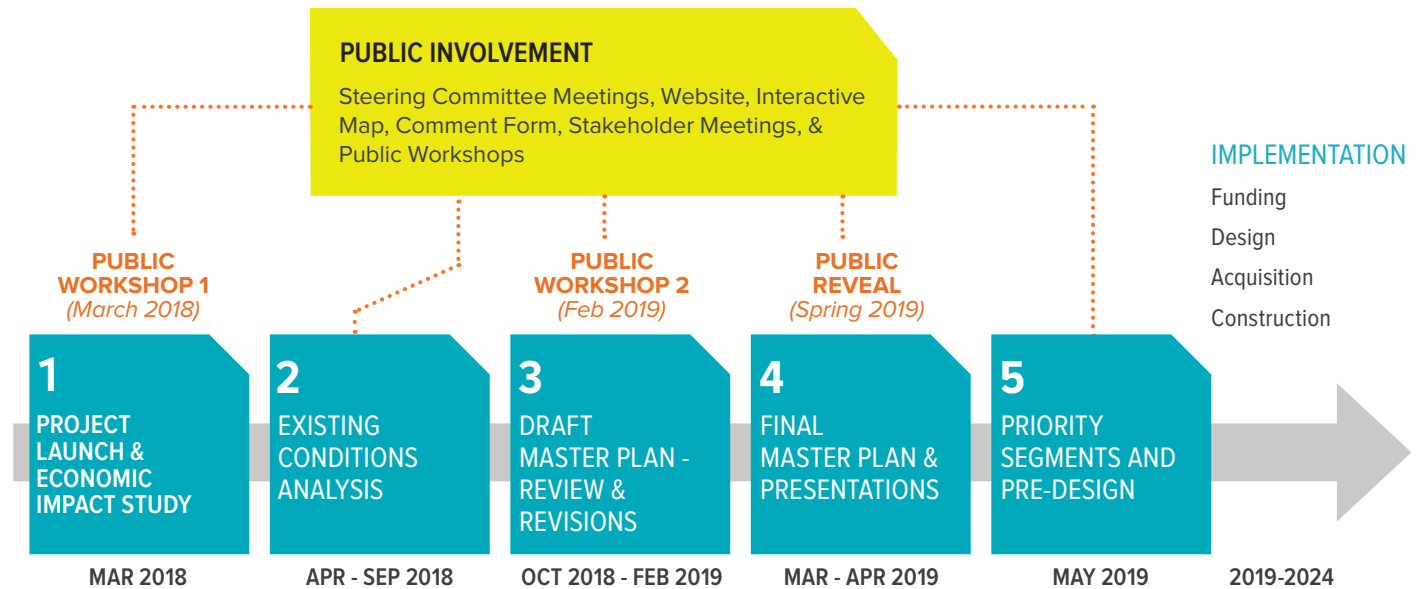 PUBLIC INVOLVEMENT
Steering Committee Meetings, Website, Interactive
Map, Comment Form, Stakeholder Meetings, &
Public Workshops
IMPLEMENTATION
Funding
Design
Acquisition
Construction
PUBLIC
WORKSHOP 1
(March 2018)
PUBLIC
WORKSHOP 2
(Feb 2019)
PUBLIC
REVEAL
(Spring 2019)
1
PROJECT
LAUNCH &
ECONOMIC
IMPACT STUDY
2
EXISTING
CONDITIONS
ANALYSIS
3
DRAFT
MASTER PLAN -
REVIEW &
REVISIONS
4
FINAL
MASTER PLAN &
PRESENTATIONS
5
PRIORITY
SEGMENTS AND
PRE-DESIGN
MAR 2018
APR - SEP 2018
OCT 2018 - FEB 2019
MAR - APR 2019
MAY 2019
2019-2024